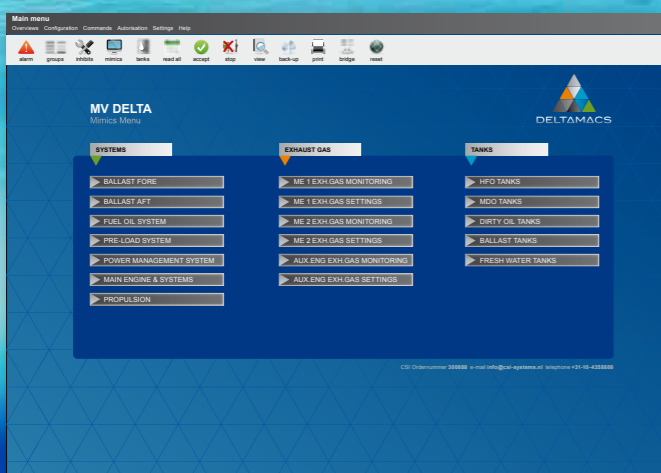 Main menu
Overviews Configuration Commands Autorisation Settings Help
alarm groups inhibits mimics tanks read all accept stop view back-up print bridge reset
MV DELTA
Mimics Menu
DELTAMACS
SYSTEMS
BALLAST FORE
BALLAST AFT
FUEL OIL SYSTEM
PRE-LOAD SYSTEM
POWER MANAGEMENT SYSTEM
MAIN ENGINE & SYSTEMS
PROPULSION
EXHAUST GAS
ME 1 EXH.GAS MONITORING
ME 1 EXH.GAS SETTINGS
ME 2 EXH.GAS MONITORING
ME 2 EXH.GAS SETTINGS
AUX.ENG EXH.GAS MONITORING
AUX.ENG EXH.GAS SETTINGS
TANKS
HFO TANKS
MDO TANKS
DIRTY OIL TANKS
BALLAST TANKS
FRESH WATER TANKS
CSI Ordernummer e-mail info@csi-systems.nl telephone